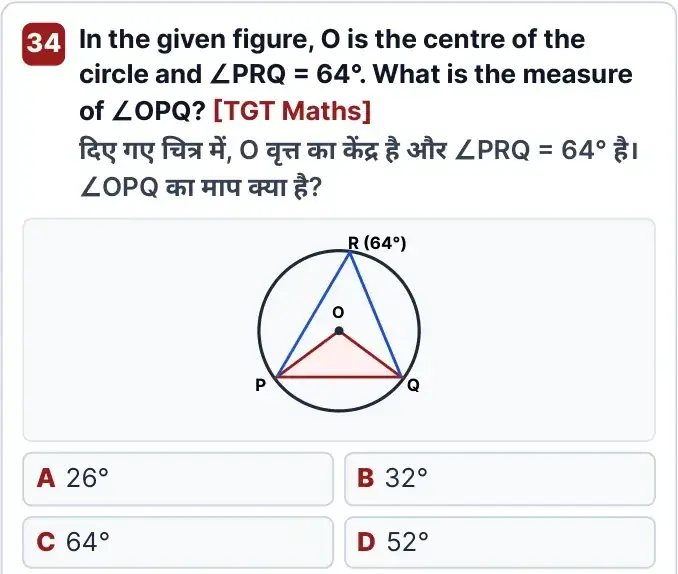 34 In the given figure, O is the centre of the
circle and ∠PRQ = 64°. What is the measure
of ∠OPQ? [TGT Maths]
दिए गए चित्र में, O वृत्त का केंद्र है और ∠PRQ = 64° है।
∠OPQ का माप क्या है?
R (64°)
O
P
Q
A 26°
B 32°
C 64°
D 52°